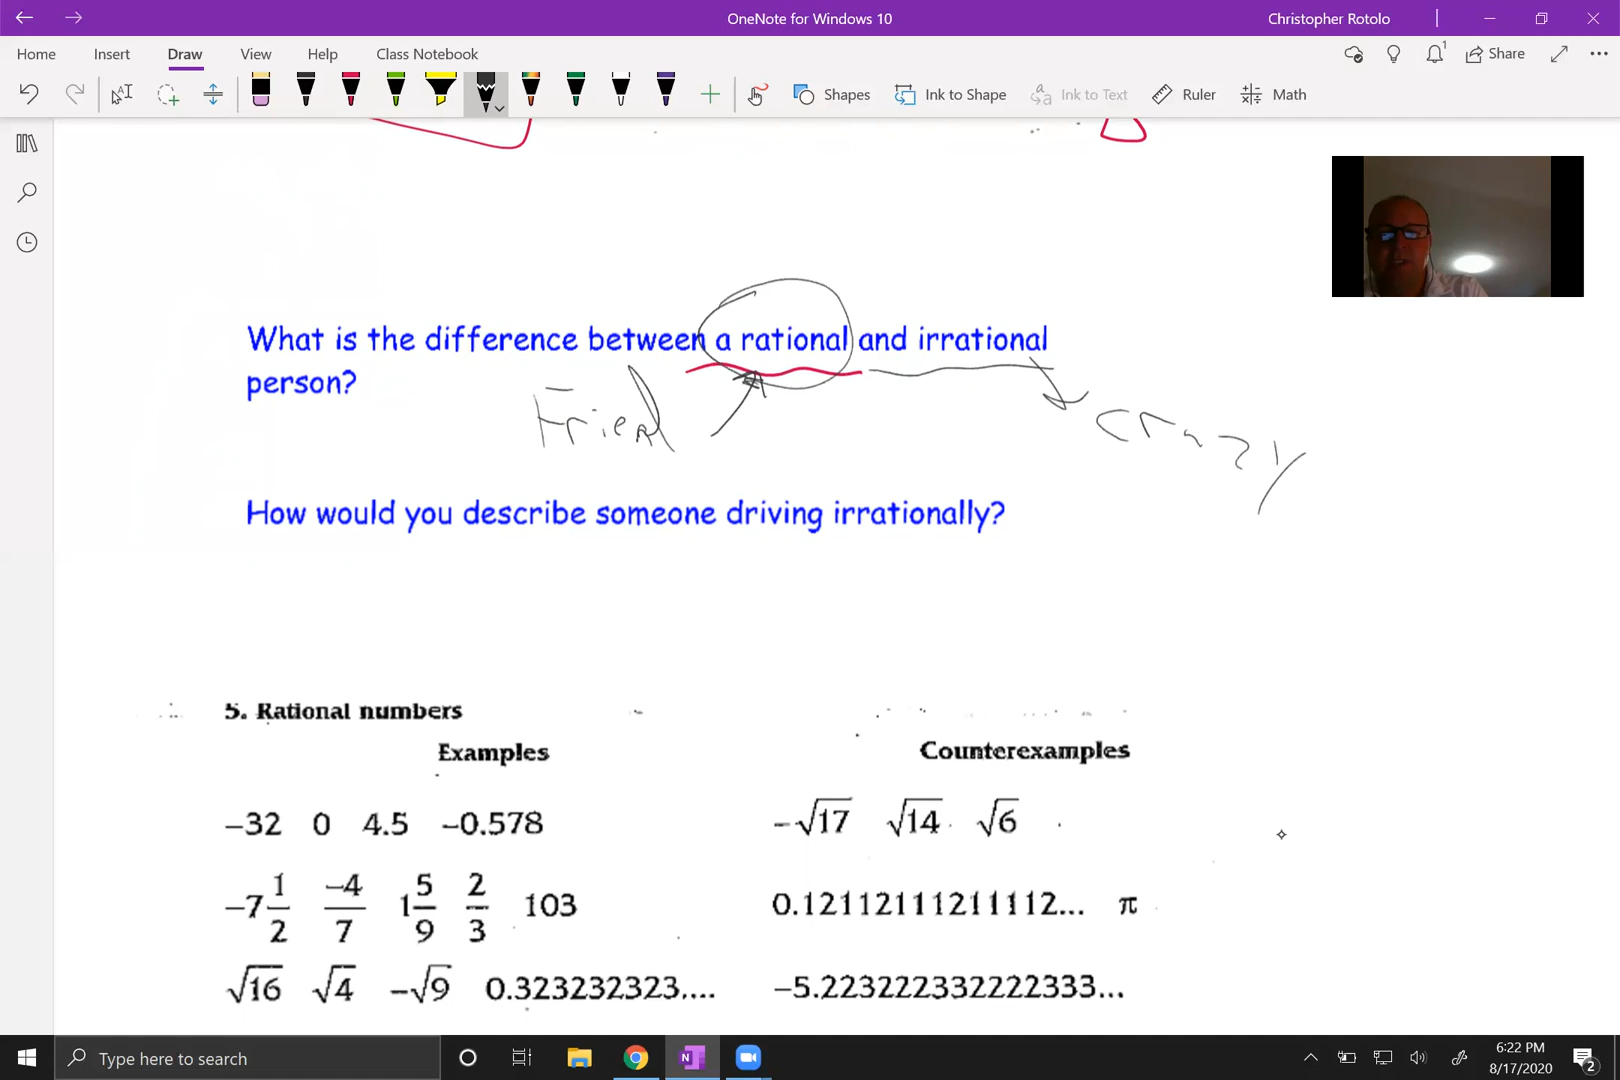 OneNote for Windows 10
Christopher Rotolo
Home Insert Draw View Help Class Notebook
1 Share
Shapes Ink to Shape Ink to Text Ruler Math
What is the difference between a rational and irrational
person?
Friend
crazy
How would you describe someone driving irrationally?
5. Rational numbers
Examples Counterexamples
−32 0 4.5 −0.578 −√17 √14 √6
−7 1/2 −4/7 1 5/9 2/3 103 0.12112111211112... π
√16 √4 −√9 0.323232323.... −5.223222332222333...
Type here to search
6:22 PM
8/17/2020
2